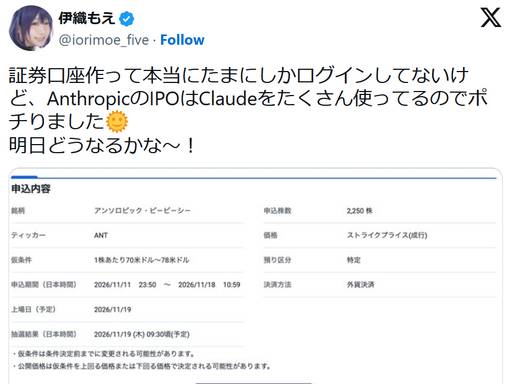 伊織もえ
@iorimoe_five · Follow
証券口座作って本当にたまにしかログインしてないけ
ど、AnthropicのIPOはClaudeをたくさん使ってるのでポ
チりました🌞
明日どうなるかな〜！
申込内容
銘柄 アンソロピック・ピービーシー 申込株数 2,250 株
ティッカー ANT 価格 ストライクプライス(成行)
仮条件 1株あたり70米ドル〜78米ドル 預り区分 特定
申込期間（日本時間） 2026/11/11 23:50 〜 2026/11/18 10:59 決済方法 外貨決済
上場日（予定） 2026/11/19
抽選結果（日本時間） 2026/11/19 (木) 09:30頃(予定)
・仮条件は条件決定前までに変更される可能性があります。
・公開価格は仮条件を上回る価格または下回る価格で決定される可能性があります。